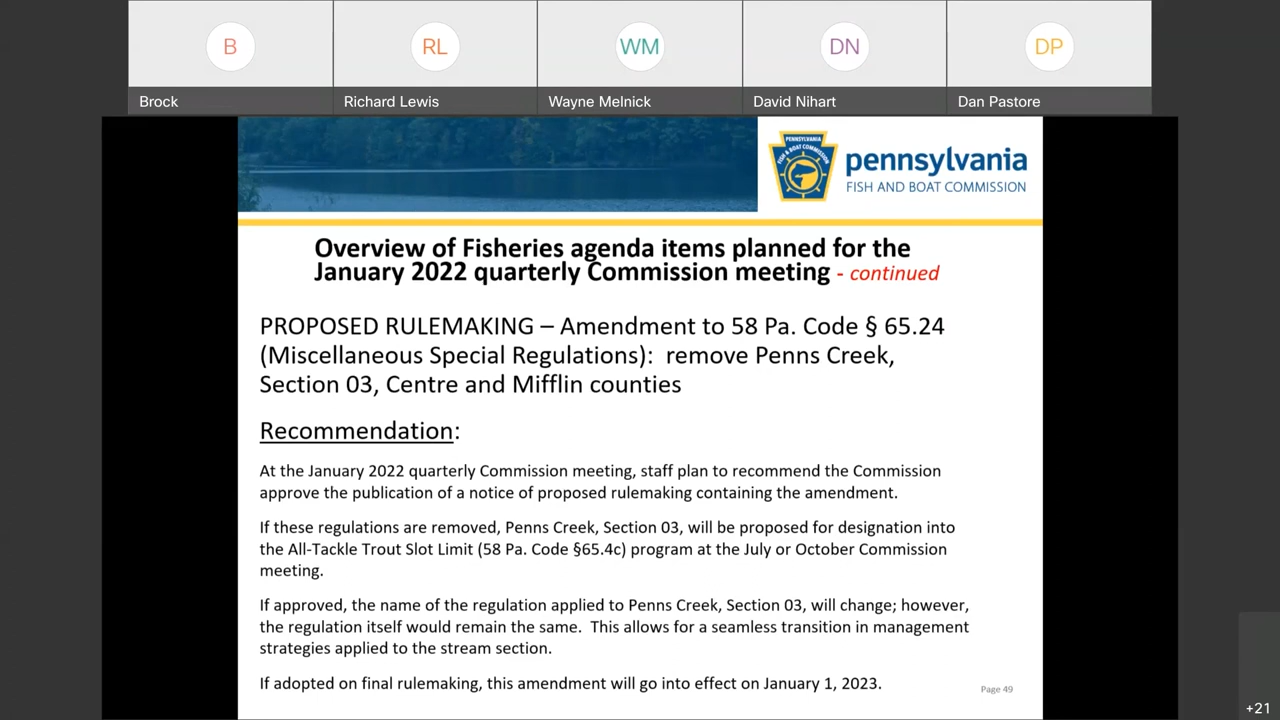 B
RL
WM
DN
DP
Brock
Richard Lewis
Wayne Melnick
David Nihart
Dan Pastore
PENNSYLVANIA
FISH & BOAT COMMISSION
pennsylvania
FISH AND BOAT COMMISSION
Overview of Fisheries agenda items planned for the
January 2022 quarterly Commission meeting - continued
PROPOSED RULEMAKING – Amendment to 58 Pa. Code § 65.24
(Miscellaneous Special Regulations): remove Penns Creek,
Section 03, Centre and Mifflin counties
Recommendation:
At the January 2022 quarterly Commission meeting, staff plan to recommend the Commission
approve the publication of a notice of proposed rulemaking containing the amendment.
If these regulations are removed, Penns Creek, Section 03, will be proposed for designation into
the All-Tackle Trout Slot Limit (58 Pa. Code §65.4c) program at the July or October Commission
meeting.
If approved, the name of the regulation applied to Penns Creek, Section 03, will change; however,
the regulation itself would remain the same. This allows for a seamless transition in management
strategies applied to the stream section.
If adopted on final rulemaking, this amendment will go into effect on January 1, 2023.
Page 49
+21